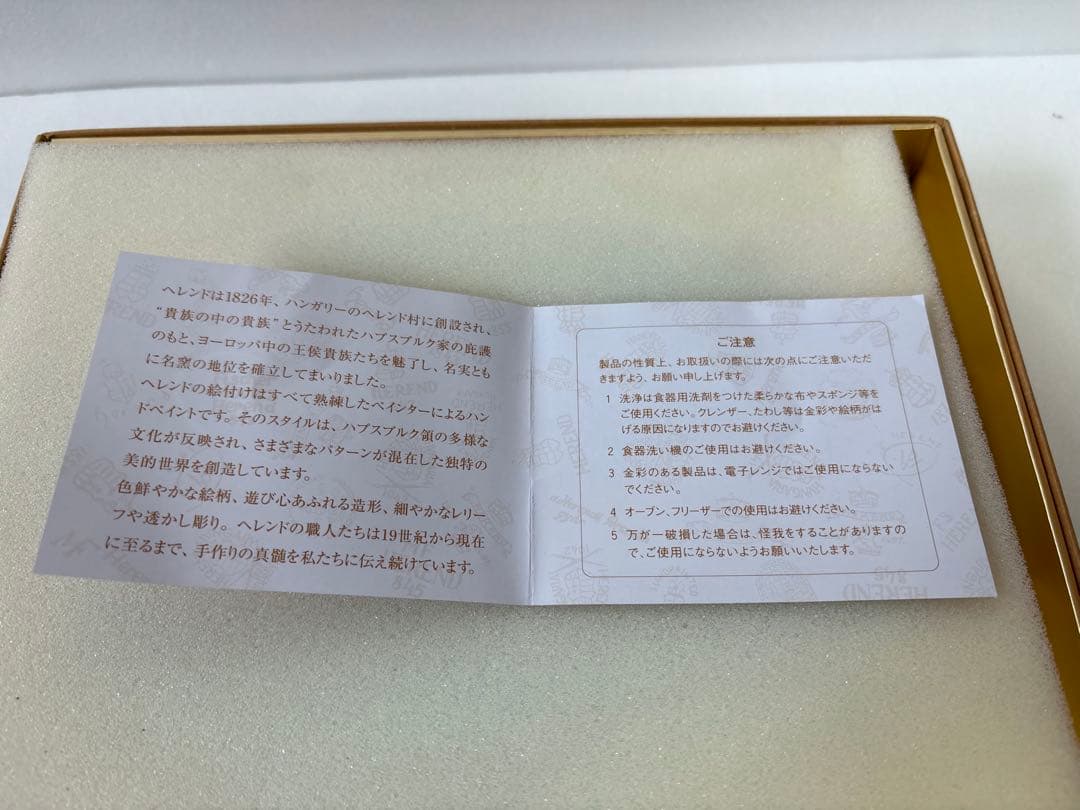 ヘレンドは1826年、ハンガリーのヘレンド村に創設され、
“貴族の中の貴族”とうたわれたハプスブルク家の庇護
のもと、ヨーロッパ中の王侯貴族たちを魅了し、名実とも
に名窯の地位を確立してまいりました。
ヘレンドの絵付けはすべて熟練したペインターによるハン
ドペイントです。そのスタイルは、ハプスブルク領の多様な
文化が反映され、さまざまなパターンが混在した独特の
美的世界を創造しています。
色鮮やかな絵柄、遊び心あふれる造形、細やかなレリー
フや透かし彫り。ヘレンドの職人たちは19世紀から現在
に至るまで、手作りの真髄を私たちに伝え続けています。
ご注意
製品の性質上、お取扱いの際には次の点にご注意いただ
きますよう、お願い申し上げます。
1 洗浄は食器用洗剤をつけた柔らかな布やスポンジ等を
ご使用ください。クレンザー、たわし等は金彩や絵柄がは
げる原因になりますのでお避けください。
2 食器洗い機のご使用はお避けください。
3 金彩のある製品は、電子レンジではご使用にならない
でください。
4 オーブン、フリーザーでの使用はお避けください。
5 万が一破損した場合は、怪我をすることがありますの
で、ご使用にならないようお願いいたします。
HEREND